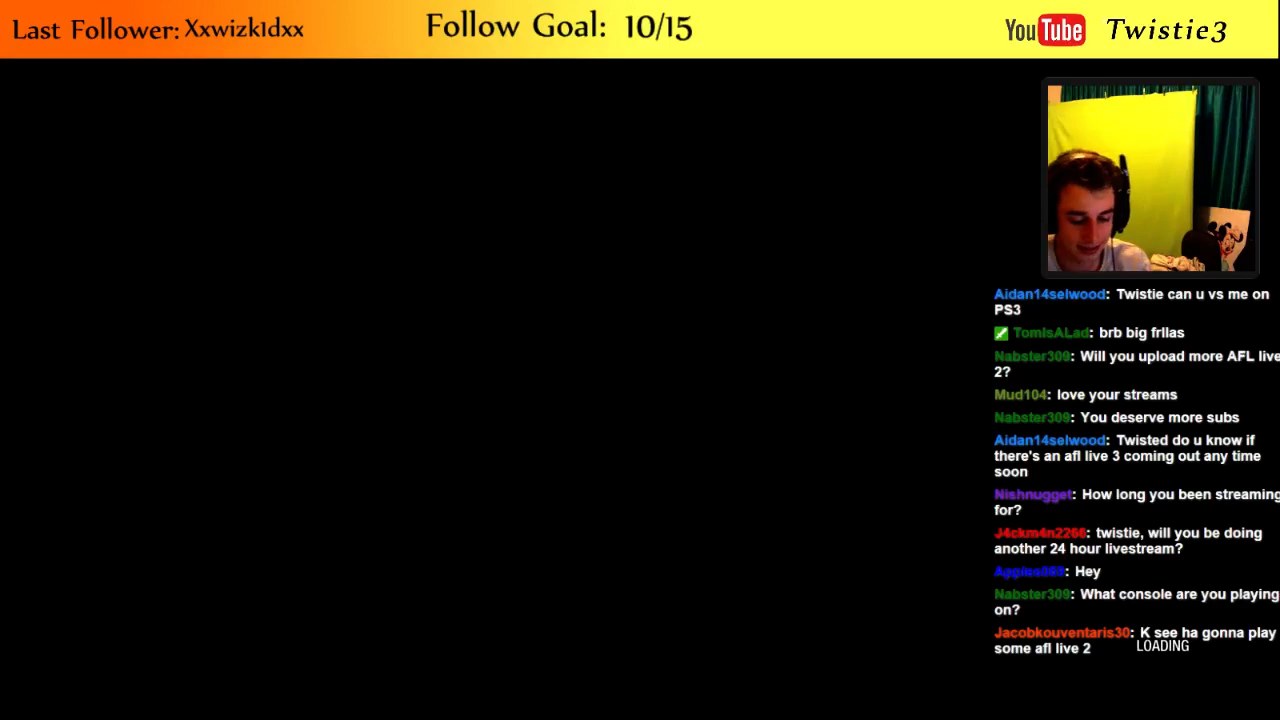 Last Follower: Xxwizk1dxx
Follow Goal: 10/15
YouTube Twistie3
Aidan14selwood: Twistie can u vs me on
PS3
TomIsALad: brb big frllas
Nabster309: Will you upload more AFL live
2?
Mud104: love your streams
Nabster309: You deserve more subs
Aidan14selwood: Twisted do u know if
there's an afl live 3 coming out any time
soon
Nishnugget: How long you been streaming
for?
J4ckm4n2266: twistie, will you be doing
another 24 hour livestream?
: Hey
Nabster309: What console are you playing
on?
Jacobkouventaris30: K see ha gonna play
some afl live 2
LOADING